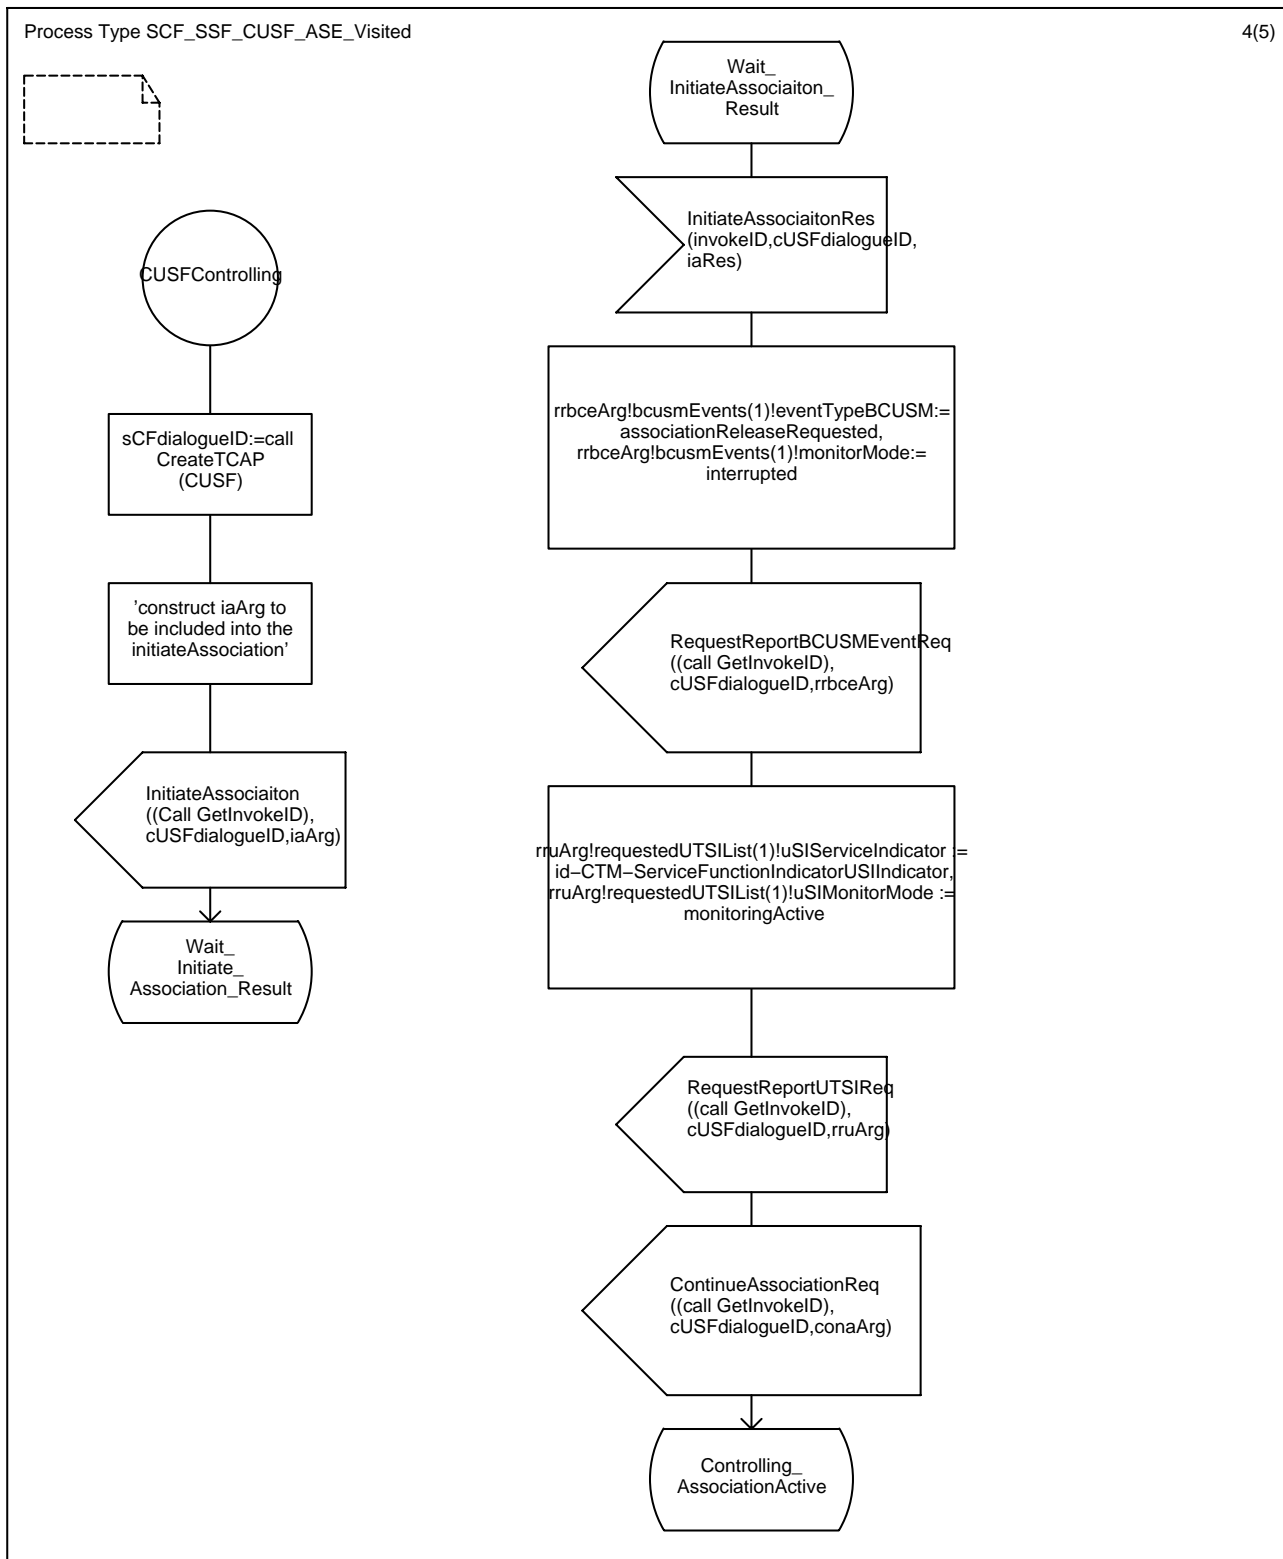 Process Type SCF_SSF_CUSF_ASE_Visited
4(5)
CUSFControlling
sCFdialogueID:=call
CreateTCAP
(CUSF)
'construct iaArg to
be included into the
initiateAssociation'
InitiateAssociaiton
((Call GetInvokeID),
cUSFdialogueID,iaArg)
Wait_
Initiate_
Association_Result
Wait_
InitiateAssociaiton_
Result
InitiateAssociaitonRes
(invokeID,cUSFdialogueID,
iaRes)
rrbceArg!bcusmEvents(1)!eventTypeBCUSM:=
associationReleaseRequested,
rrbceArg!bcusmEvents(1)!monitorMode:=
interrupted
RequestReportBCUSMEventReq
((call GetInvokeID),
cUSFdialogueID,rrbceArg)
rruArg!requestedUTSIList(1)!uSIServiceIndicator :=
id−CTM−ServiceFunctionIndicatorUSIIndicator,
rruArg!requestedUTSIList(1)!uSIMonitorMode :=
monitoringActive
RequestReportUTSIReq
((call GetInvokeID),
cUSFdialogueID,rruArg)
ContinueAssociationReq
((call GetInvokeID),
cUSFdialogueID,conaArg)
Controlling_
AssociationActive